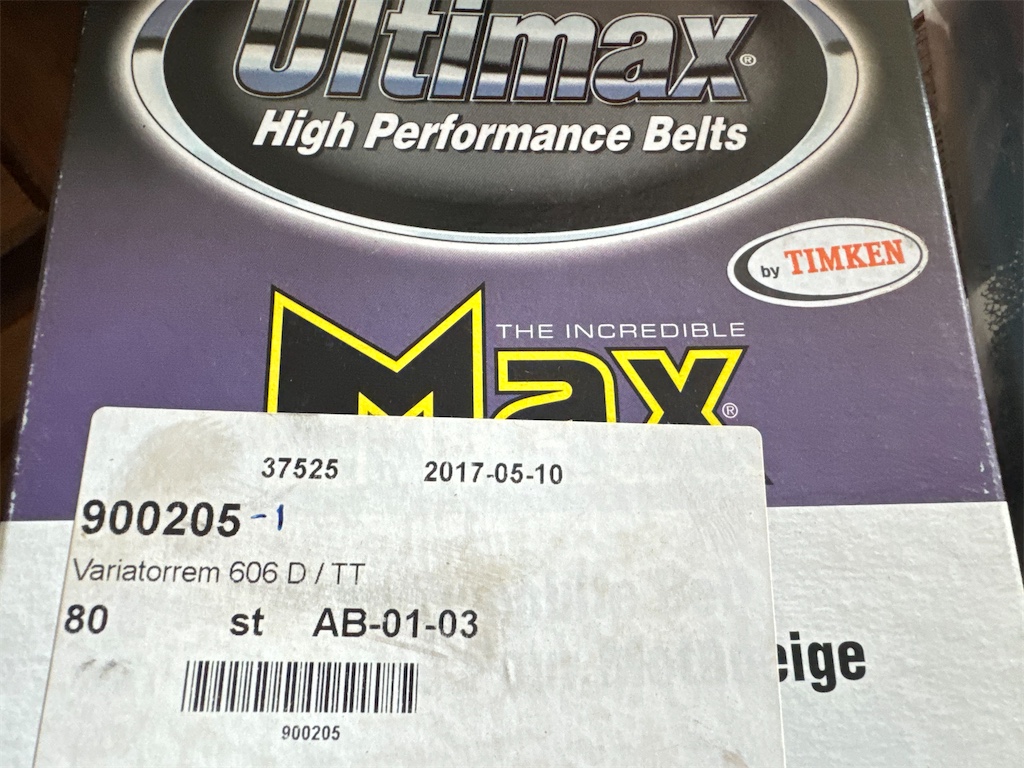 Ultimax®
High Performance Belts
by TIMKEN
THE INCREDIBLE
Max®
37525 2017-05-10
900205 -1
Variatorrem 606 D / TT
80 st AB-01-03
eige
900205